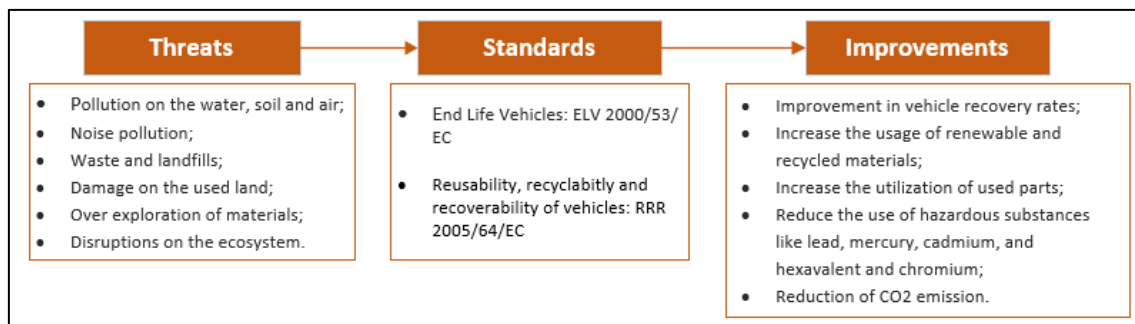 Threats
Standards
Improvements
• Pollution on the water, soil and air;
• Noise pollution;
• Waste and landfills;
• Damage on the used land;
• Over exploration of materials;
• Disruptions on the ecosystem.
• End Life Vehicles: ELV 2000/53/
EC
• Reusability, recyclabitly and
recoverability of vehicles: RRR
2005/64/EC
• Improvement in vehicle recovery rates;
• Increase the usage of renewable and
recycled materials;
• Increase the utilization of used parts;
• Reduce the use of hazardous substances
like lead, mercury, cadmium, and
hexavalent and chromium;
• Reduction of CO2 emission.